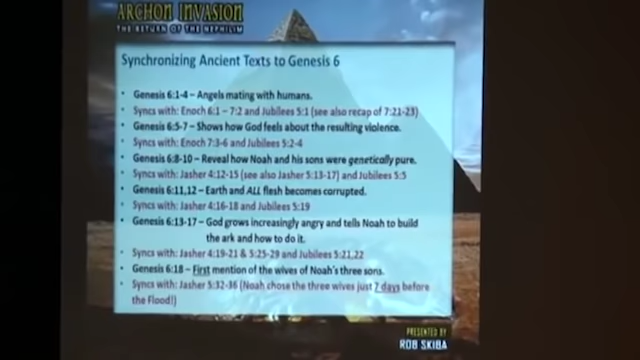 ARCHON INVASION
THE RETURN OF THE NEPHILIM
Synchronizing Ancient Texts to Genesis 6
• Genesis 6:1-4 – Angels mating with humans.
• Syncs with: Enoch 6:1 – 7:2 and Jubilees 5:1 (see also recap of 7:21-23)
• Genesis 6:5-7 – Shows how God feels about the resulting violence.
• Syncs with: Enoch 7:3-6 and Jubilees 5:2-4
• Genesis 6:8-10 – Reveal how Noah and his sons were genetically pure.
• Syncs with: Jasher 4:12-15 (see also Jasher 5:13-17) and Jubilees 5:5
• Genesis 6:11,12 – Earth and ALL flesh becomes corrupted.
• Syncs with: Jasher 4:16-18 and Jubilees 5:19
• Genesis 6:13-17 – God grows increasingly angry and tells Noah to build
the ark and how to do it.
• Syncs with: Jasher 4:19-21 & 5:25-29 and Jubilees 5:21,22
• Genesis 6:18 – First mention of the wives of Noah's three sons.
• Syncs with: Jasher 5:32-36 (Noah chose the three wives just 7 days before
the Flood!)
PRESENTED BY
ROB SKIBA